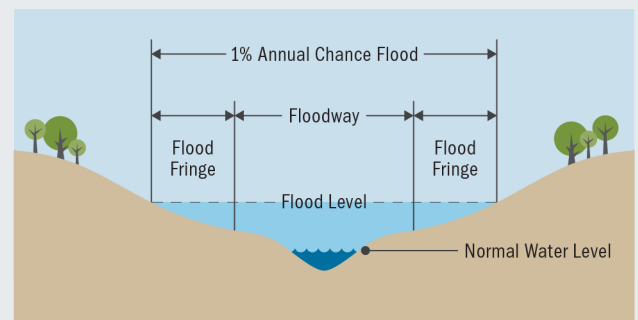 1% Annual Chance Flood
Floodway
Flood
Fringe
Flood
Fringe
Flood Level
Normal Water Level